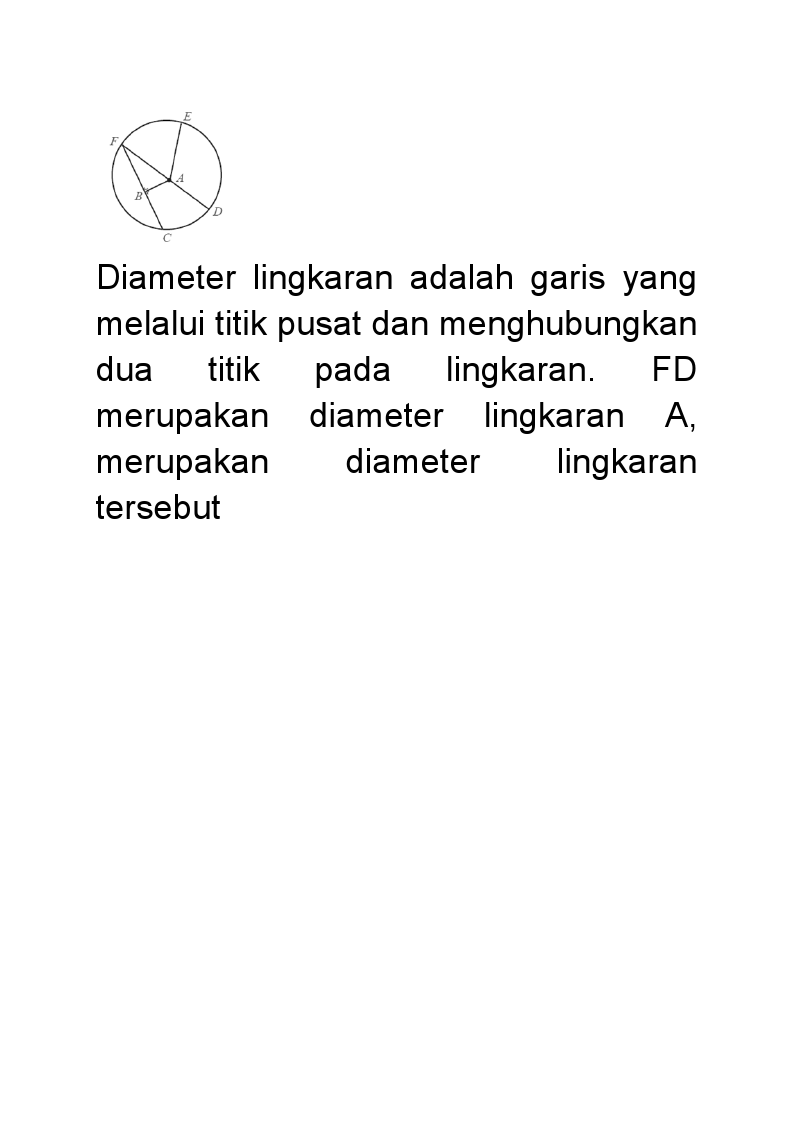 E
F
A
B
D
C
Diameter lingkaran adalah garis yang
melalui titik pusat dan menghubungkan
dua titik pada lingkaran. FD
merupakan diameter lingkaran A,
merupakan diameter lingkaran
tersebut